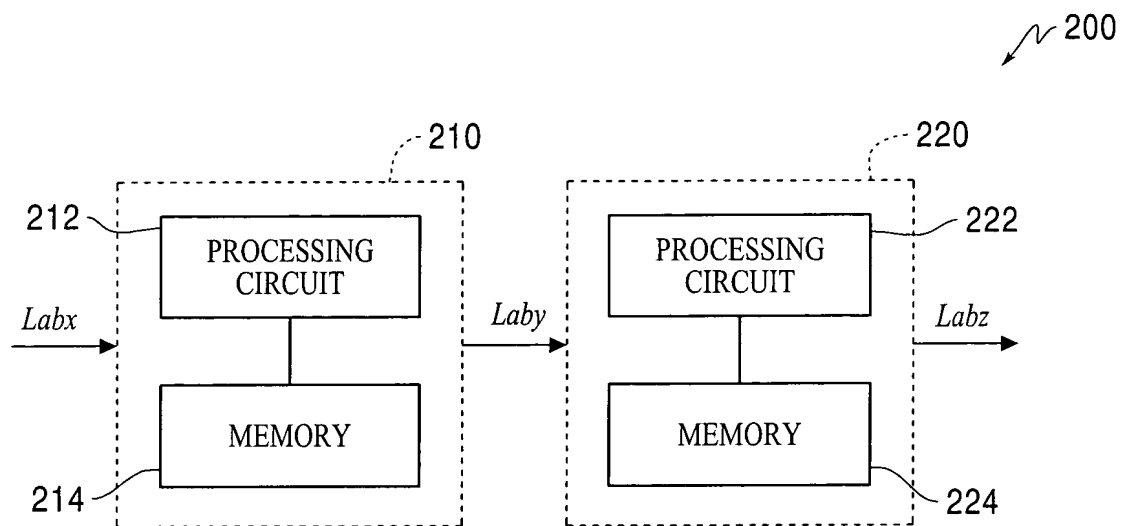 200
210
220
212
PROCESSING
CIRCUIT
222
PROCESSING
CIRCUIT
Labx
Laby
Labz
MEMORY
MEMORY
214
224